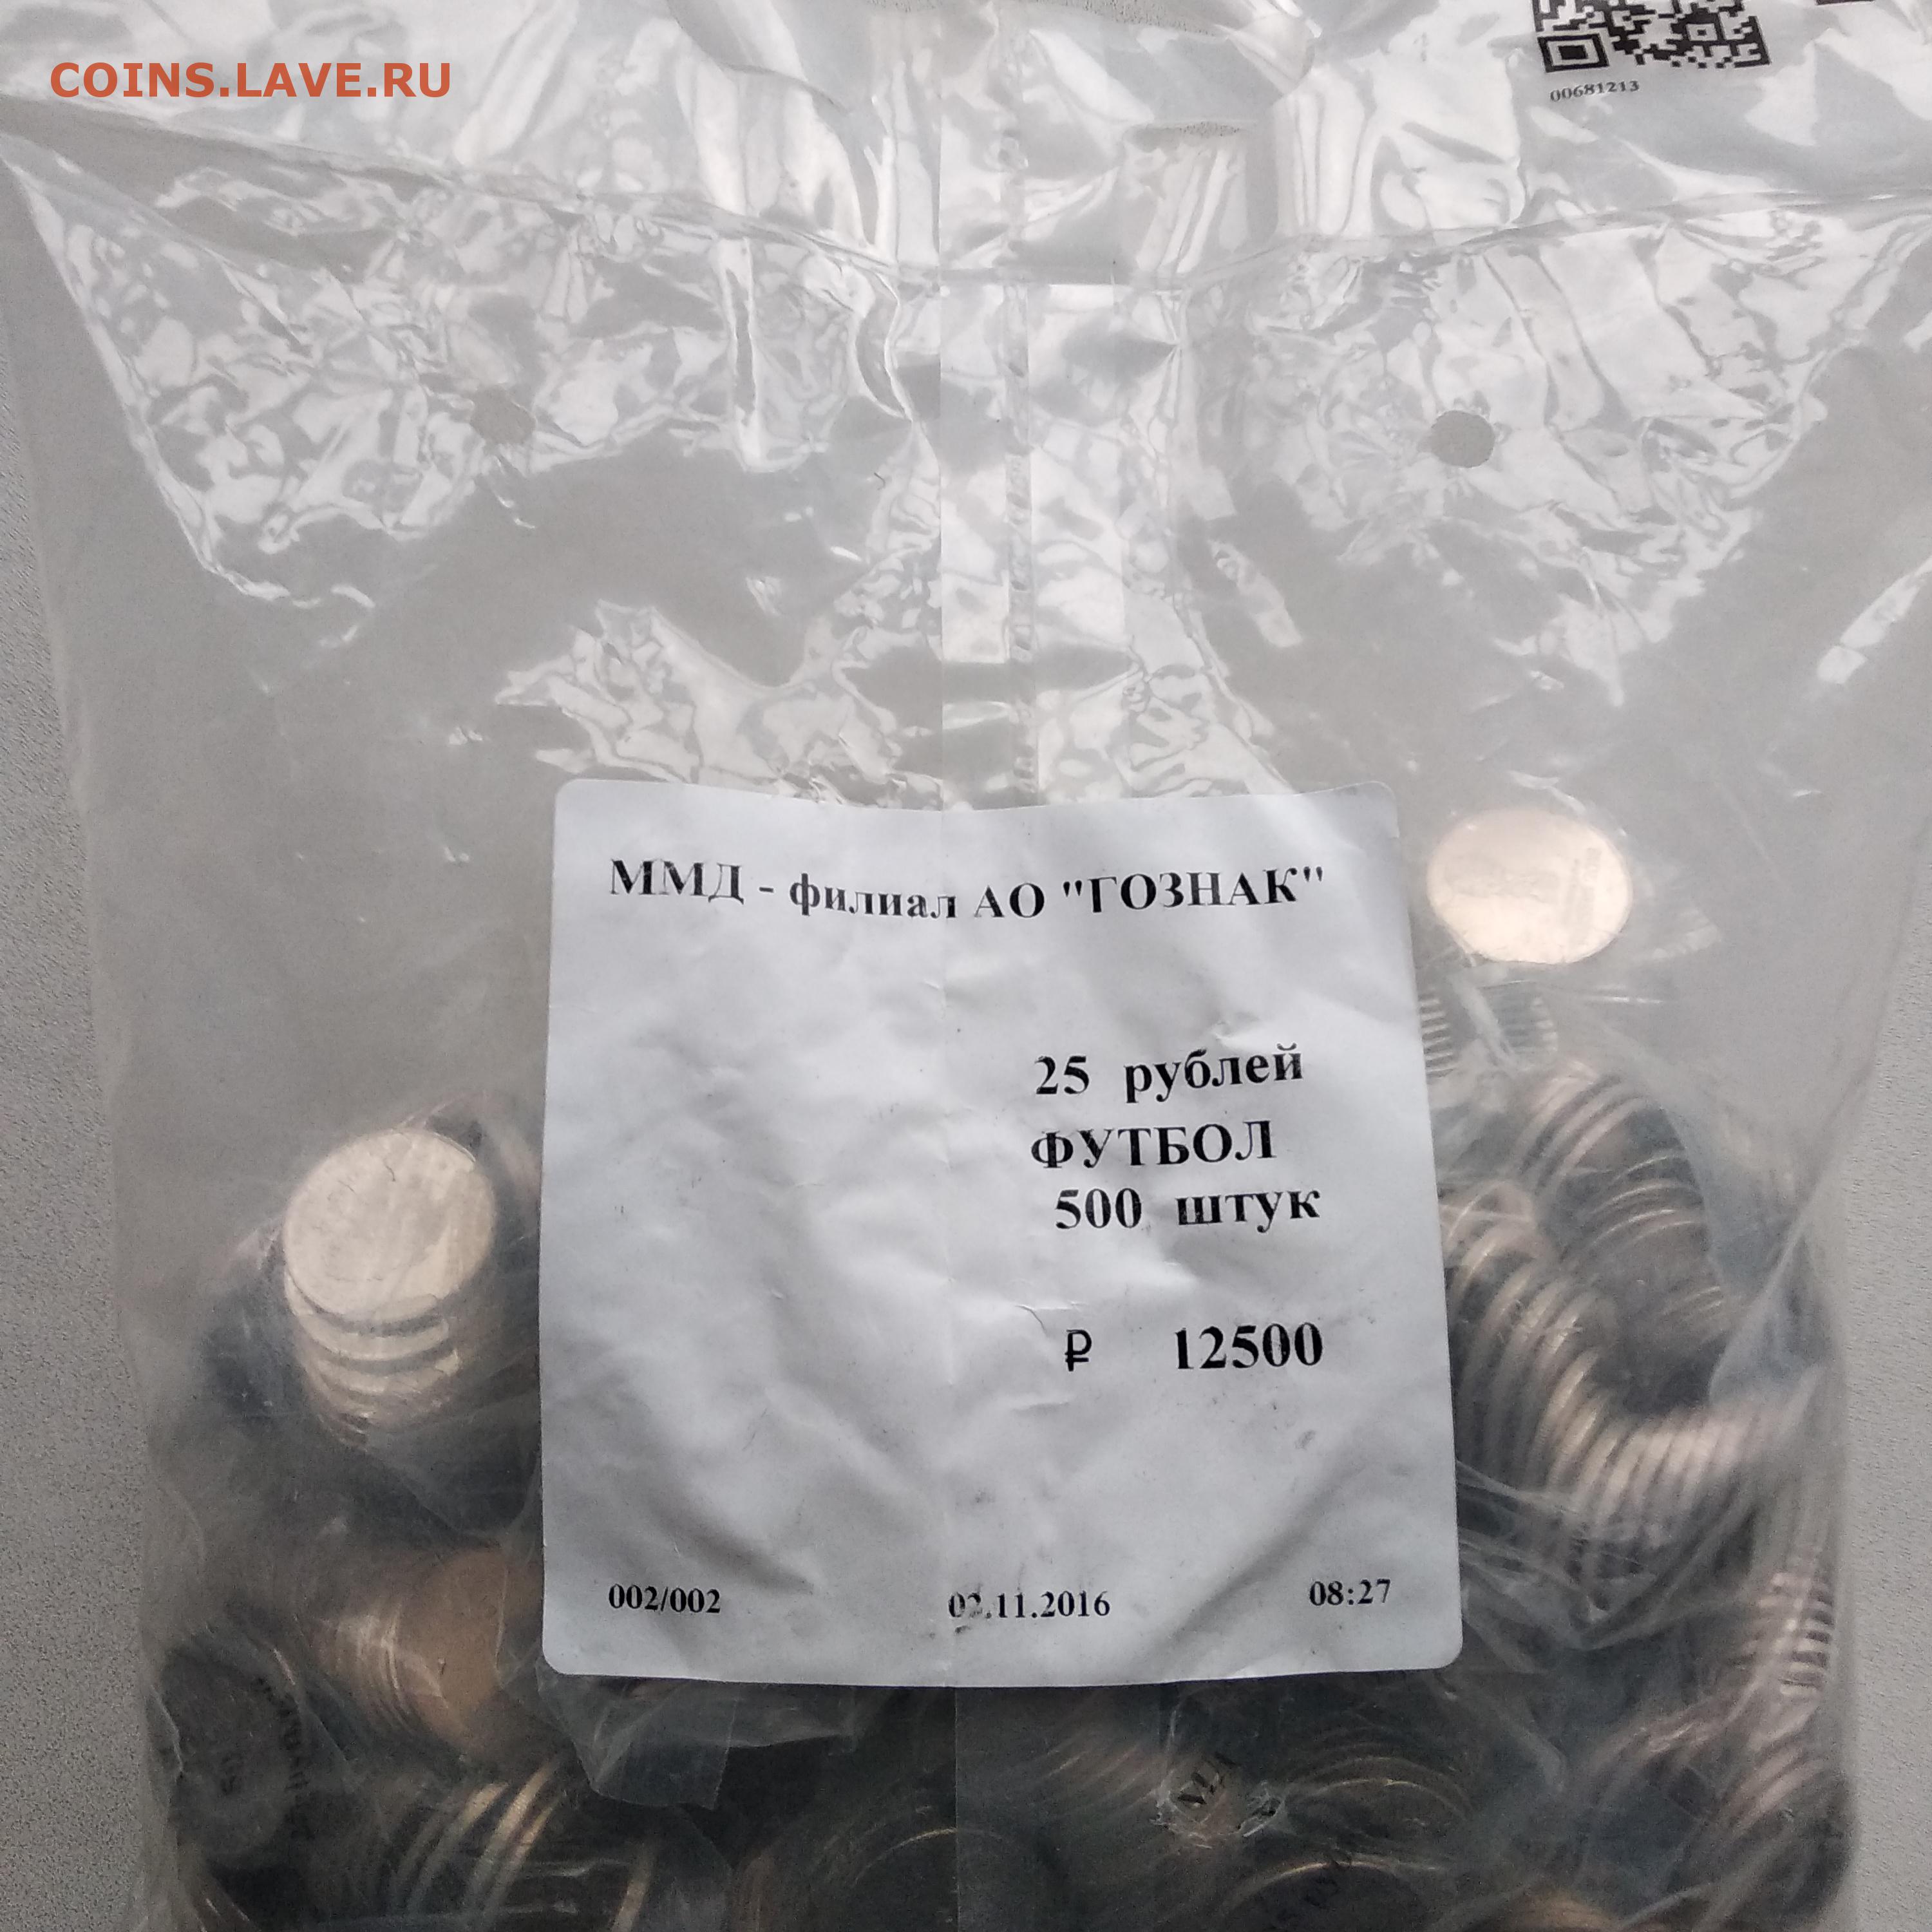 COINS.LAVE.RU
00681213
ММД - филиал АО "ГОЗНАК"
25 рублей
ФУТБОЛ
500 штук
₽ 12500
002/002 02.11.2016 08:27